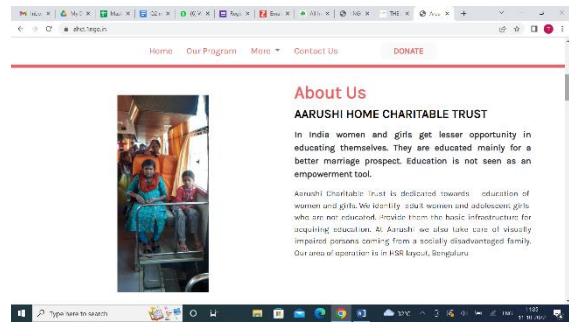 ahct.1ngo.in
Home Our Program More Contact Us DONATE
About Us
AARUSHI HOME CHARITABLE TRUST
In India women and girls get lesser opportunity in
educating themselves. They are educated mainly for a
better marriage prospect. Education is not seen as an
empowerment tool.
Aarushi Charitable Trust is dedicated towards education of
women and girls. We identify adult women and adolescent girls
who are not educated. Provide them the basic infrastructure for
acquiring education. At Aarushi we also take care of visually
impaired persons coming from a socially disadvantaged family.
Our area of operation is in HSR layout, Bengaluru
Type here to search